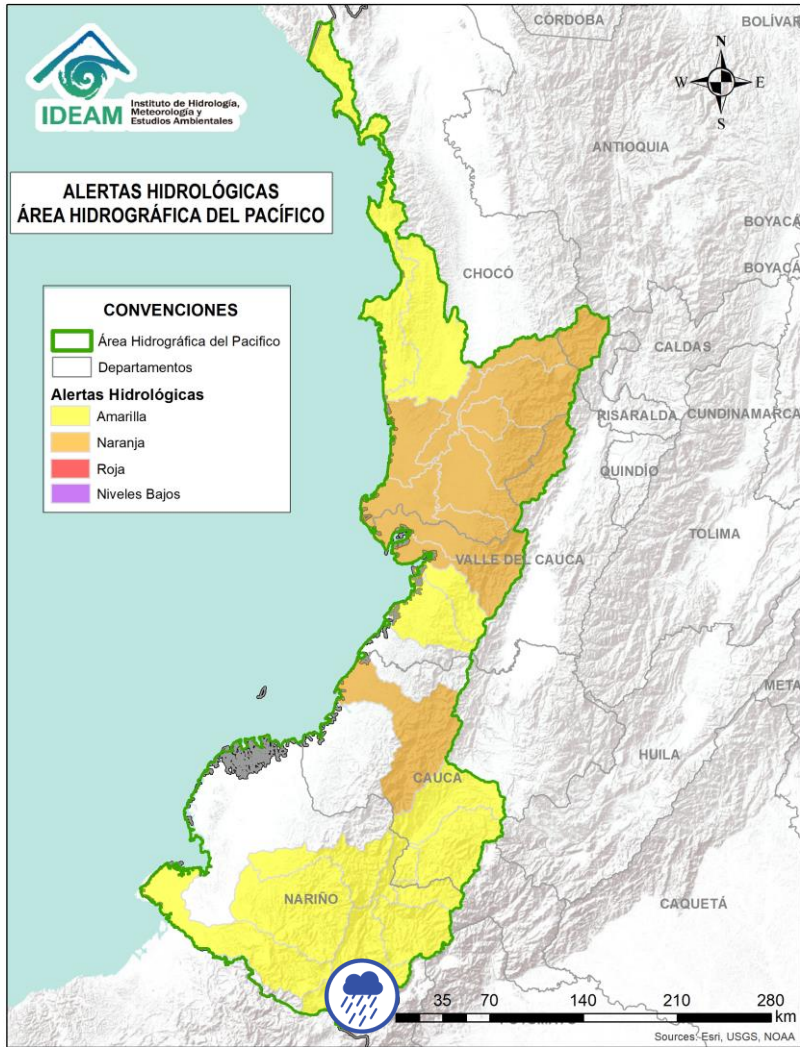 IDEAM
Instituto de Hidrología,
Meteorología y
Estudios Ambientales
CÓRDOBA
BOLÍVAR
N
W
E
S
ANTIOQUIA
ALERTAS HIDROLÓGICAS
ÁREA HIDROGRÁFICA DEL PACÍFICO
BOYACÁ
BOYACÁ
CHOCÓ
CONVENCIONES
Área Hidrográfica del Pacifico
Departamentos
Alertas Hidrológicas
Amarilla
Naranja
Roja
Niveles Bajos
CALDAS
RISARALDA
CUNDINAMARCA
QUINDÍO
TOLIMA
VALLE DEL CAUCA
META
HUILA
CAUCA
NARIÑO
CAQUETÁ
35 70 140 210 280
km
Sources: Esri, USGS, NOAA